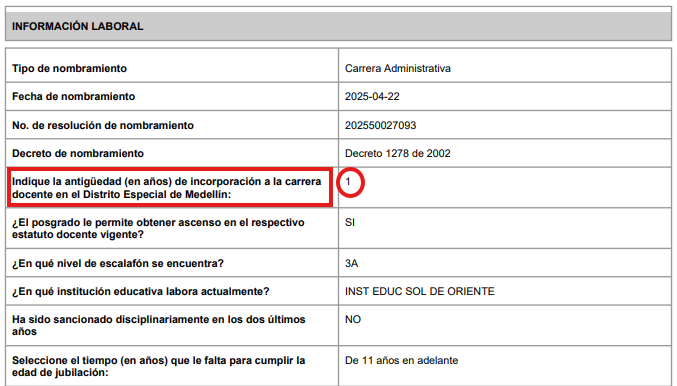 INFORMACIÓN LABORAL
Tipo de nombramiento
Carrera Administrativa
Fecha de nombramiento
2025-04-22
No. de resolución de nombramiento
202550027093
Decreto de nombramiento
Decreto 1278 de 2002
Indique la antigüedad (en años) de incorporación a la carrera
docente en el Distrito Especial de Medellín:
1
¿El posgrado le permite obtener ascenso en el respectivo
estatuto docente vigente?
SI
¿En qué nivel de escalafón se encuentra?
3A
¿En qué institución educativa labora actualmente?
INST EDUC SOL DE ORIENTE
Ha sido sancionado disciplinariamente en los dos últimos
años
NO
Seleccione el tiempo (en años) que le falta para cumplir la
edad de jubilación:
De 11 años en adelante